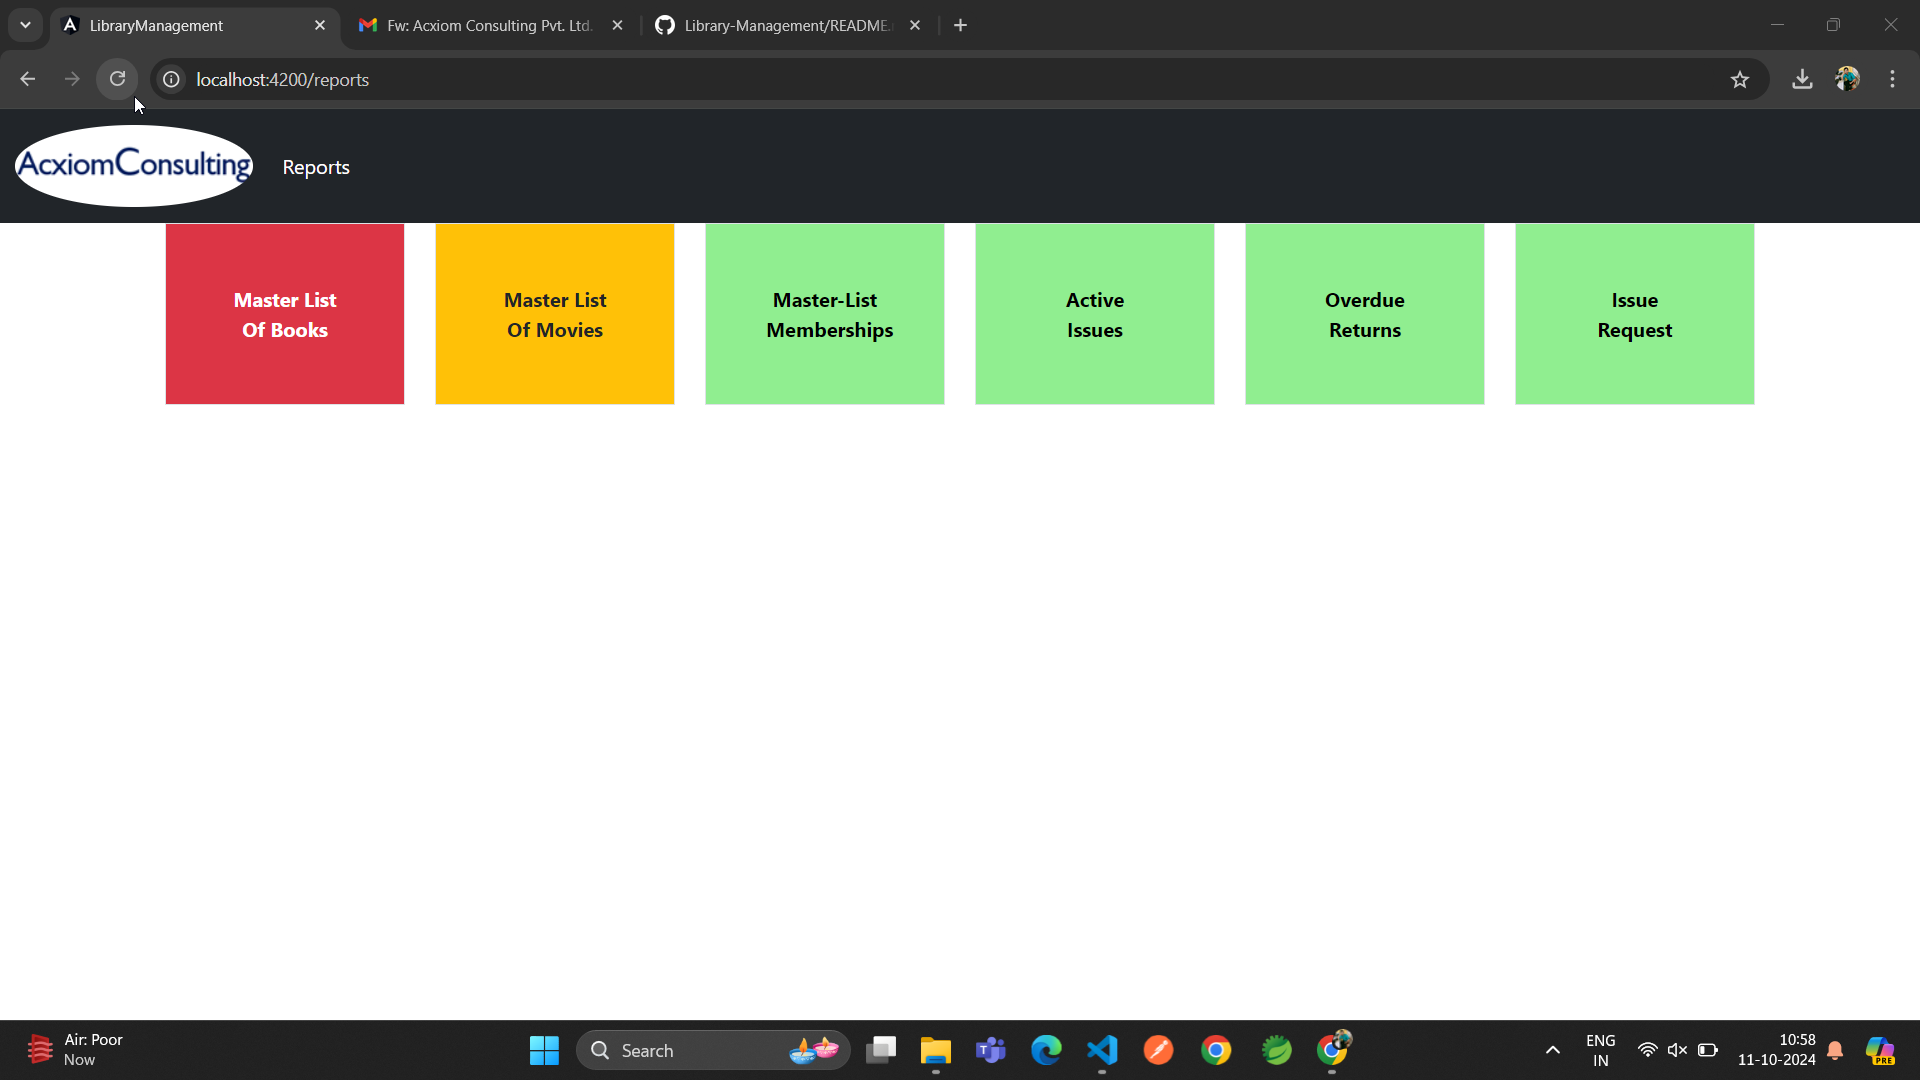 LibraryManagement
Fw: Acxiom Consulting Pvt. Ltd.
Library-Management/README.
localhost:4200/reports
AcxiomConsulting
Reports
Master List
Of Books
Master List
Of Movies
Master-List
Memberships
Active
Issues
Overdue
Returns
Issue
Request
Air: Poor
Now
Search
ENG
IN
10:58
11-10-2024
PRE